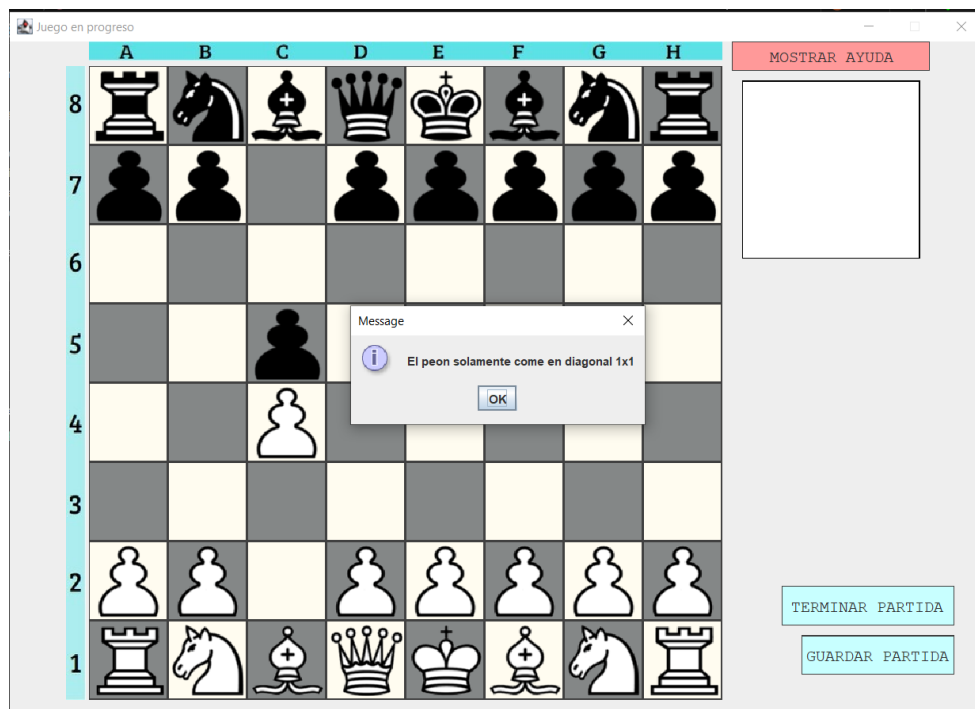 Juego en progreso
A B C D E F G H
MOSTRAR AYUDA
8
7
6
5
Message
El peon solamente come en diagonal 1x1
OK
4
3
2
TERMINAR PARTIDA
1
GUARDAR PARTIDA